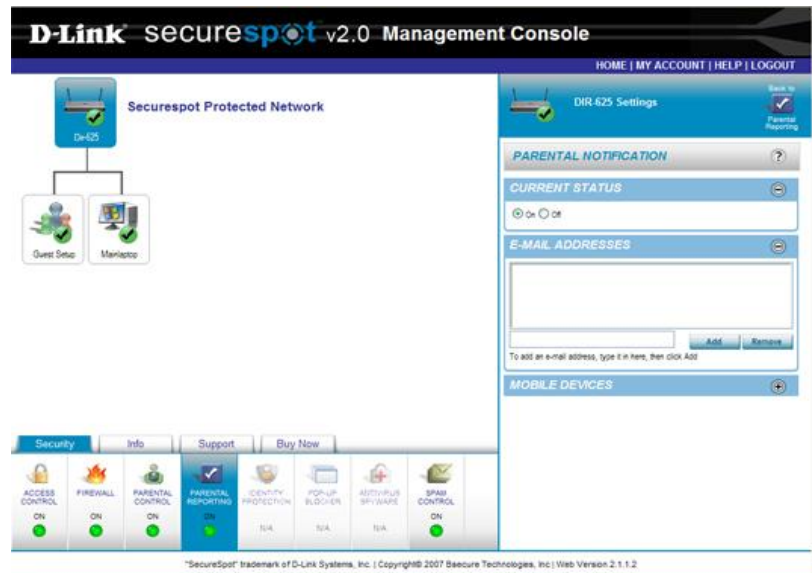 D-Link securespot v2.0 Management Console
HOME | MY ACCOUNT | HELP | LOGOUT
Dir-625
Securespot Protected Network
Guest Setup
Mainlaptop
DIR-625 Settings
Back to
Parental
Reporting
PARENTAL NOTIFICATION
?
CURRENT STATUS
On Off
E-MAIL ADDRESSES
Add Remove
To add an e-mail address, type it in here, then click Add
MOBILE DEVICES
Security Info Support Buy Now
ACCESS
CONTROL
ON
FIREWALL
ON
PARENTAL
CONTROL
ON
PARENTAL
REPORTING
ON
IDENTITY
PROTECTION
N/A
POP-UP
BLOCKER
N/A
ANTIVIRUS
SPYWARE
N/A
SPAM
CONTROL
ON
"SecureSpot" trademark of D-Link Systems, Inc. | Copyright© 2007 Bsecure Technologies, Inc | Web Version 2.1.1.2